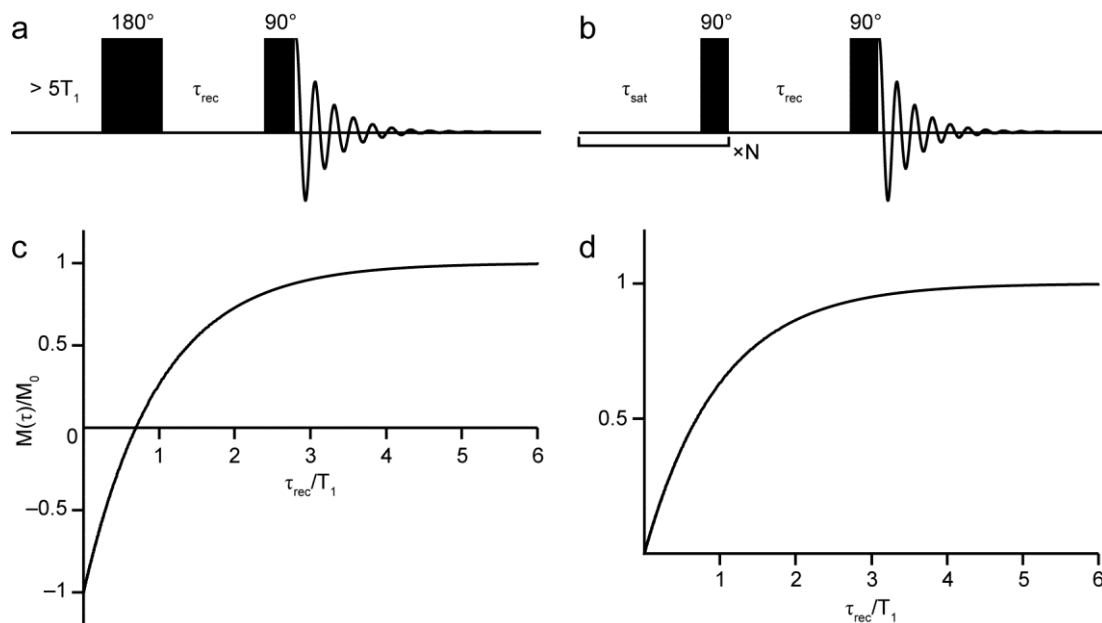 a
180°
90°
> 5T₁
τrec
b
90°
90°
τsat
τrec
×N
c
1
0.5
0
–0.5
–1
M(τ)/M₀
1 2 3 4 5 6
τrec/T₁
d
1
0.5
1 2 3 4 5 6
τrec/T₁